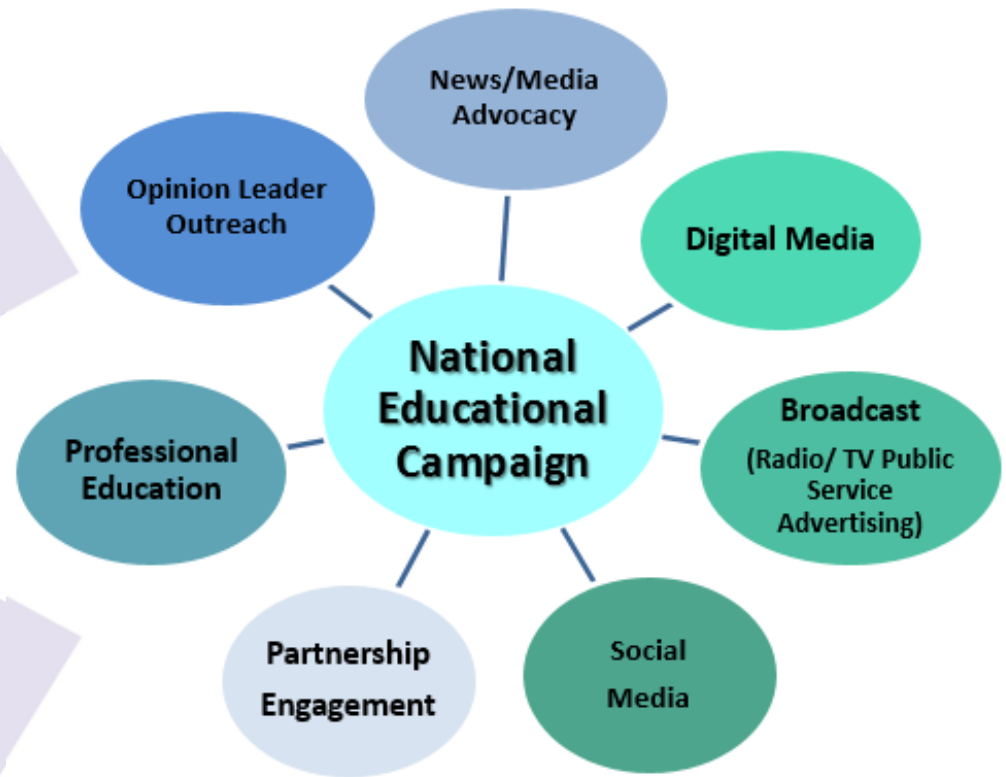 News/Media
Advocacy
Opinion Leader
Outreach
Digital Media
National
Educational
Campaign
Broadcast
(Radio/ TV Public
Service
Advertising)
Professional
Education
Partnership
Engagement
Social
Media